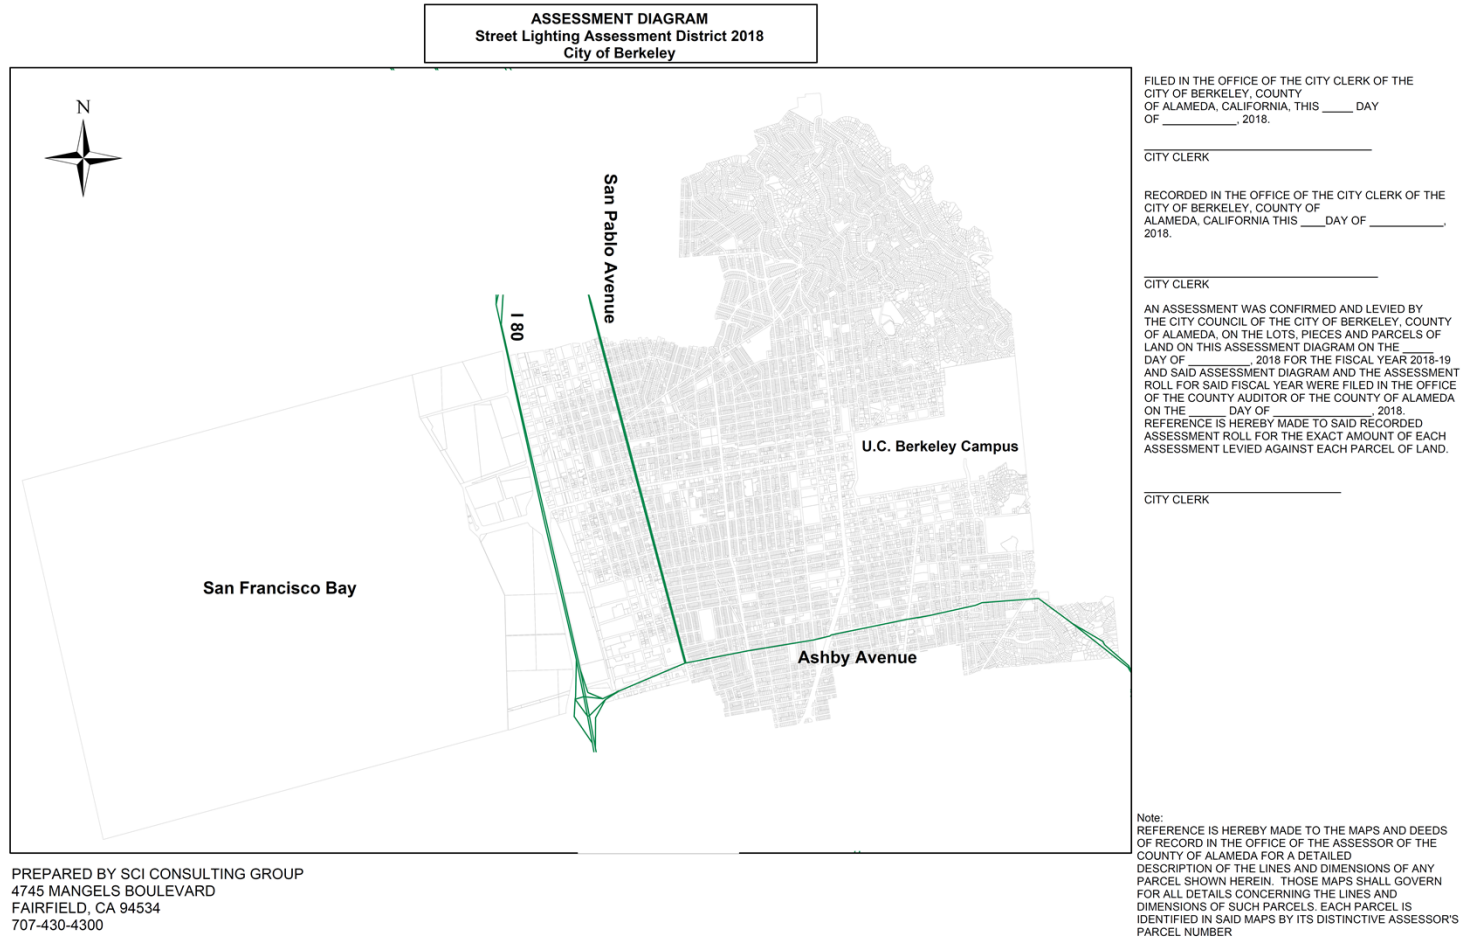 ASSESSMENT DIAGRAM
Street Lighting Assessment District 2018
City of Berkeley
N
San Pablo Avenue
I 80
U.C. Berkeley Campus
San Francisco Bay
Ashby Avenue
FILED IN THE OFFICE OF THE CITY CLERK OF THE
CITY OF BERKELEY, COUNTY
OF ALAMEDA, CALIFORNIA, THIS _____ DAY
OF ____________, 2018.
CITY CLERK
RECORDED IN THE OFFICE OF THE CITY CLERK OF THE
CITY OF BERKELEY, COUNTY OF
ALAMEDA, CALIFORNIA THIS ____DAY OF ____________,
2018.
CITY CLERK
AN ASSESSMENT WAS CONFIRMED AND LEVIED BY
THE CITY COUNCIL OF THE CITY OF BERKELEY, COUNTY
OF ALAMEDA, ON THE LOTS, PIECES AND PARCELS OF
LAND ON THIS ASSESSMENT DIAGRAM ON THE _____
DAY OF __________, 2018 FOR THE FISCAL YEAR 2018-19
AND SAID ASSESSMENT DIAGRAM AND THE ASSESSMENT
ROLL FOR SAID FISCAL YEAR WERE FILED IN THE OFFICE
OF THE COUNTY AUDITOR OF THE COUNTY OF ALAMEDA
ON THE ______ DAY OF ________________, 2018.
REFERENCE IS HEREBY MADE TO SAID RECORDED
ASSESSMENT ROLL FOR THE EXACT AMOUNT OF EACH
ASSESSMENT LEVIED AGAINST EACH PARCEL OF LAND.
CITY CLERK
Note:
REFERENCE IS HEREBY MADE TO THE MAPS AND DEEDS
OF RECORD IN THE OFFICE OF THE ASSESSOR OF THE
COUNTY OF ALAMEDA FOR A DETAILED
DESCRIPTION OF THE LINES AND DIMENSIONS OF ANY
PARCEL SHOWN HEREIN. THOSE MAPS SHALL GOVERN
FOR ALL DETAILS CONCERNING THE LINES AND
DIMENSIONS OF SUCH PARCELS. EACH PARCEL IS
IDENTIFIED IN SAID MAPS BY ITS DISTINCTIVE ASSESSOR'S
PARCEL NUMBER
PREPARED BY SCI CONSULTING GROUP
4745 MANGELS BOULEVARD
FAIRFIELD, CA 94534
707-430-4300